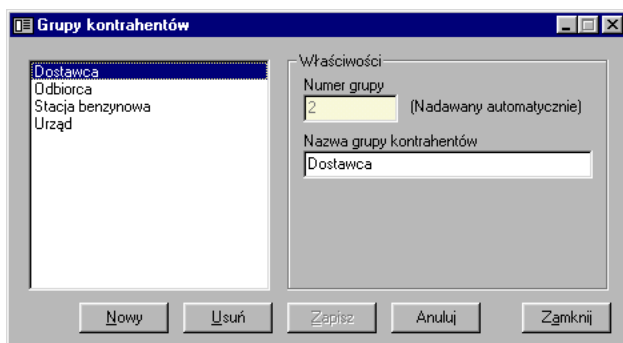 Grupy kontrahentów
Dostawca
Odbiorca
Stacja benzynowa
Urząd
Właściwości
Numer grupy
2 (Nadawany automatycznie)
Nazwa grupy kontrahentów
Dostawca
Nowy Usuń Zapisz Anuluj Zamknij